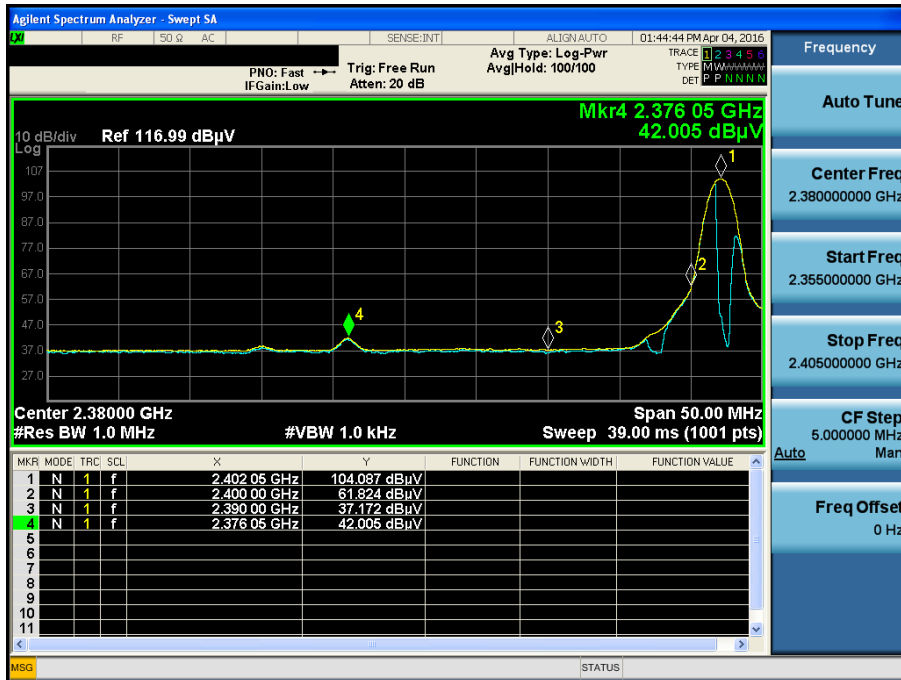 Agilent Spectrum Analyzer - Swept SA
LXI RF 50 Ω AC SENSE:INT ALIGN AUTO 01:44:44 PM Apr 04, 2016
PNO: Fast
IFGain:Low
Trig: Free Run
Atten: 20 dB
Avg Type: Log-Pwr
Avg|Hold: 100/100
TRACE 1 2 3 4 5 6
TYPE MWWWWW
DET P P N N N N
Mkr4 2.376 05 GHz
42.005 dBµV
10 dB/div Ref 116.99 dBµV
Log
107
97.0
87.0
77.0
67.0
57.0
47.0
37.0
27.0
1
2
3
4
Center 2.38000 GHz Span 50.00 MHz
#Res BW 1.0 MHz #VBW 1.0 kHz Sweep 39.00 ms (1001 pts)
MKR MODE TRC SCL X Y FUNCTION FUNCTION WIDTH FUNCTION VALUE
1 N 1 f 2.402 05 GHz 104.087 dBµV
2 N 1 f 2.400 00 GHz 61.824 dBµV
3 N 1 f 2.390 00 GHz 37.172 dBµV
4 N 1 f 2.376 05 GHz 42.005 dBµV
5
6
7
8
9
10
11
MSG STATUS
Frequency
Auto Tune
Center Freq
2.380000000 GHz
Start Freq
2.355000000 GHz
Stop Freq
2.405000000 GHz
CF Step
5.000000 MHz
Auto Man
Freq Offset
0 Hz